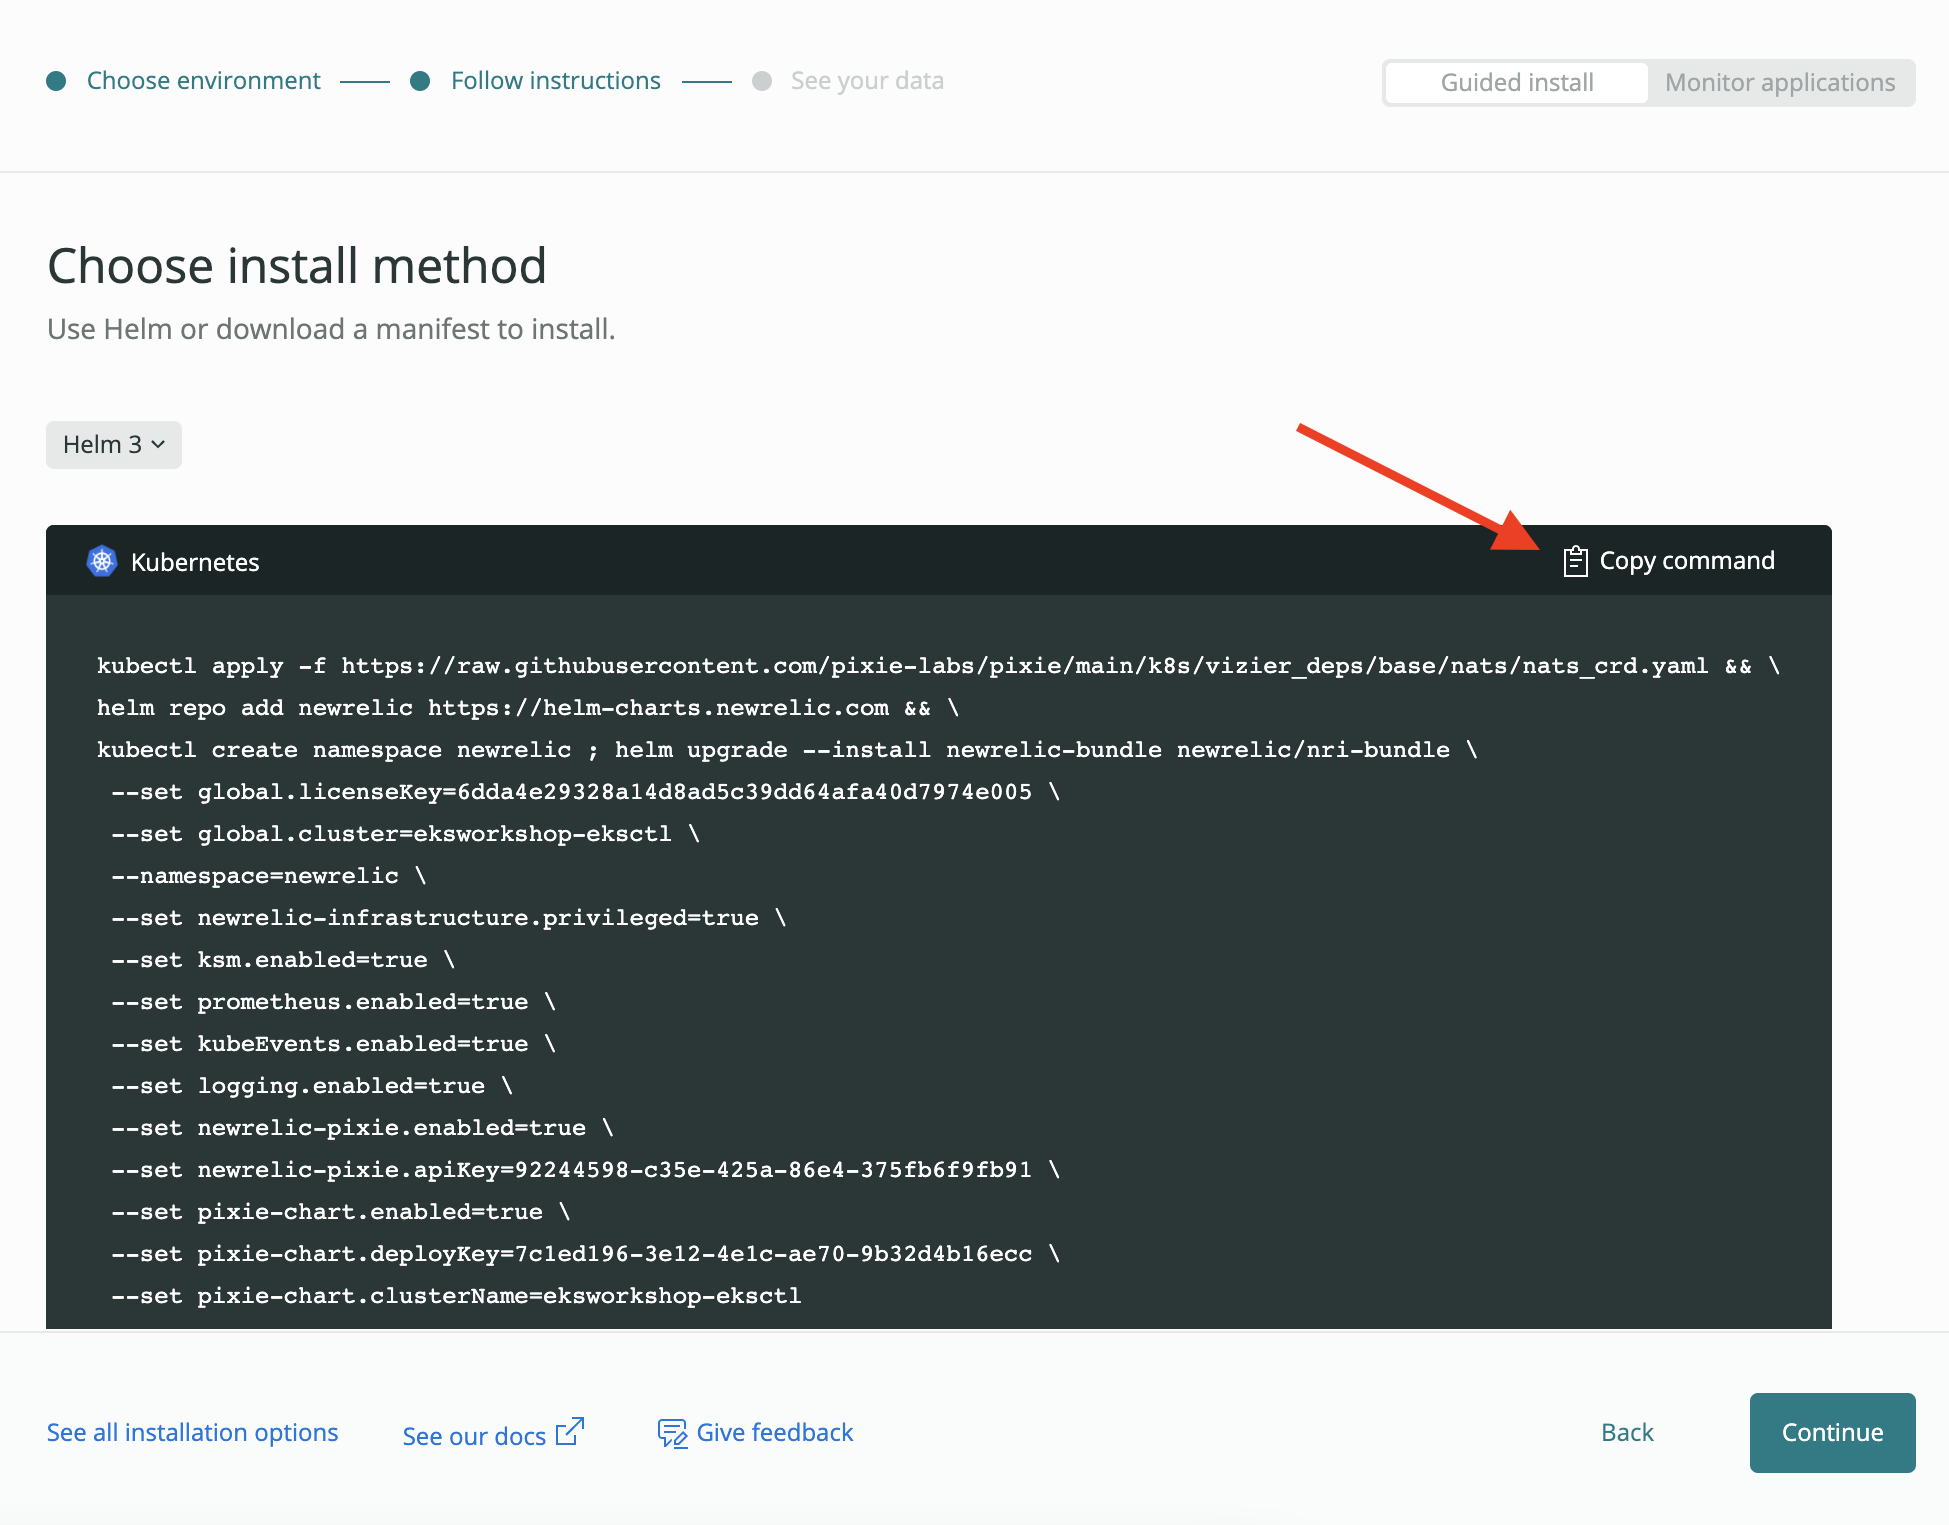 Choose environment
Follow instructions
See your data
Guided install
Monitor applications
Choose install method
Use Helm or download a manifest to install.
Helm 3
Kubernetes
Copy command
kubectl apply -f https://raw.githubusercontent.com/pixie-labs/pixie/main/k8s/vizier_deps/base/nats/nats_crd.yaml && \
helm repo add newrelic https://helm-charts.newrelic.com && \
kubectl create namespace newrelic ; helm upgrade --install newrelic-bundle newrelic/nri-bundle \
--set global.licenseKey=6dda4e29328a14d8ad5c39dd64afa40d7974e005 \
--set global.cluster=eksworkshop-eksctl \
--namespace=newrelic \
--set newrelic-infrastructure.privileged=true \
--set ksm.enabled=true \
--set prometheus.enabled=true \
--set kubeEvents.enabled=true \
--set logging.enabled=true \
--set newrelic-pixie.enabled=true \
--set newrelic-pixie.apiKey=92244598-c35e-425a-86e4-375fb6f9fb91 \
--set pixie-chart.enabled=true \
--set pixie-chart.deployKey=7c1ed196-3e12-4e1c-ae70-9b32d4b16ecc \
--set pixie-chart.clusterName=eksworkshop-eksctl
See all installation options
See our docs
Give feedback
Back
Continue